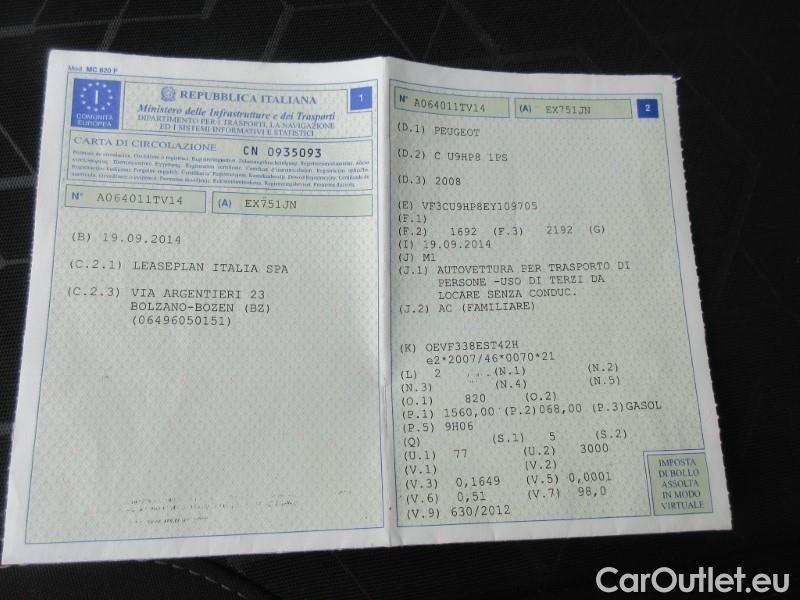 Mod. MC 820 F
REPUBBLICA ITALIANA
1
I
COMUNITÀ
EUROPEA
Ministero delle Infrastrutture e dei Trasporti
DIPARTIMENTO PER I TRASPORTI, LA NAVIGAZIONE
ED I SISTEMI INFORMATIVI E STATISTICI
CARTA DI CIRCOLAZIONE CN 0935093
N° A064011TV14 (A) EX751JN
(B) 19.09.2014
(C.2.1) LEASEPLAN ITALIA SPA
(C.2.3) VIA ARGENTIERI 23
BOLZANO-BOZEN (BZ)
(06496050151)
N° A064011TV14 (A) EX751JN 2
(D.1) PEUGEOT
(D.2) C U9HP8 1PS
(D.3) 2008
(E) VF3CU9HP8EY109705
(F.1)
(F.2) 1692 (F.3) 2192 (G)
(I) 19.09.2014
(J) M1
(J.1) AUTOVETTURA PER TRASPORTO DI
PERSONE -USO DI TERZI DA
LOCARE SENZA CONDUC.
(J.2) AC (FAMILIARE)
(K) OEVF338EST42H
e2*2007/46*0070*21
(L) 2 (N.1) (N.2)
(N.3) (N.4) (N.5)
(O.1) 820 (O.2)
(P.1) 1560,00 (P.2)068,00 (P.3)GASOL
(P.5) 9H06
(Q) (S.1) 5 (S.2)
(U.1) 77 (U.2) 3000
(V.1) (V.2)
(V.3) 0,1649 (V.5) 0,0001
(V.6) 0,51 (V.7) 98,0
(V.9) 630/2012
IMPOSTA
DI BOLLO
ASSOLTA
IN MODO
VIRTUALE
CarOutlet.eu